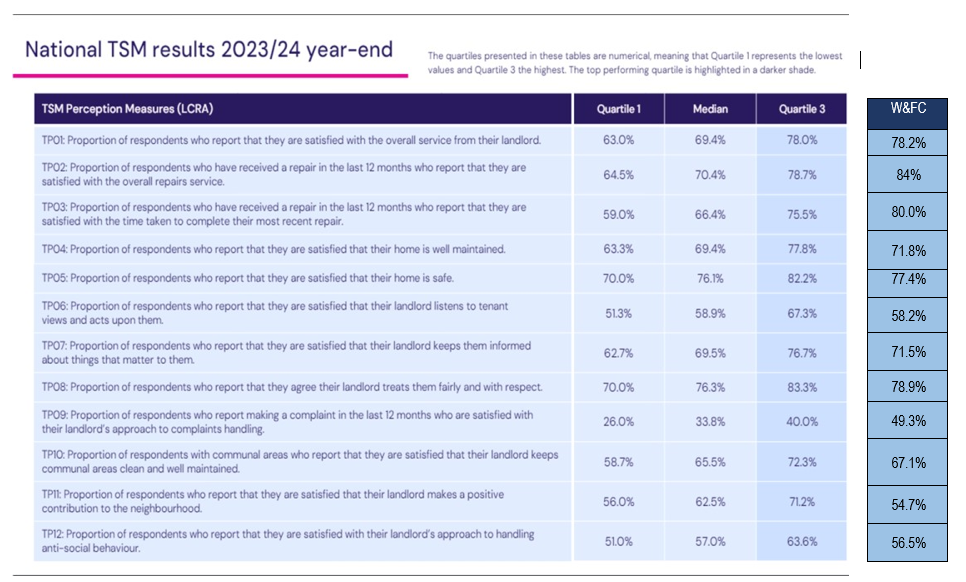 National TSM results 2023/24 year-end
The quartiles presented in these tables are numerical, meaning that Quartile 1 represents the lowest
values and Quartile 3 the highest. The top performing quartile is highlighted in a darker shade.
TSM Perception Measures (LCRA) Quartile 1 Median Quartile 3 W&FC
TP01: Proportion of respondents who report that they are satisfied with the overall service from their landlord. 63.0% 69.4% 78.0% 78.2%
TP02: Proportion of respondents who have received a repair in the last 12 months who report that they are
satisfied with the overall repairs service. 64.5% 70.4% 78.7% 84%
TP03: Proportion of respondents who have received a repair in the last 12 months who report that they are
satisfied with the time taken to complete their most recent repair. 59.0% 66.4% 75.5% 80.0%
TP04: Proportion of respondents who report that they are satisfied that their home is well maintained. 63.3% 69.4% 77.8% 71.8%
TP05: Proportion of respondents who report that they are satisfied that their home is safe. 70.0% 76.1% 82.2% 77.4%
TP06: Proportion of respondents who report that they are satisfied that their landlord listens to tenant
views and acts upon them. 51.3% 58.9% 67.3% 58.2%
TP07: Proportion of respondents who report that they are satisfied that their landlord keeps them informed
about things that matter to them. 62.7% 69.5% 76.7% 71.5%
TP08: Proportion of respondents who report that they agree their landlord treats them fairly and with respect. 70.0% 76.3% 83.3% 78.9%
TP09: Proportion of respondents who report making a complaint in the last 12 months who are satisfied with
their landlord's approach to complaints handling. 26.0% 33.8% 40.0% 49.3%
TP10: Proportion of respondents with communal areas who report that they are satisfied that their landlord keeps
communal areas clean and well maintained. 58.7% 65.5% 72.3% 67.1%
TP11: Proportion of respondents who report that they are satisfied that their landlord makes a positive
contribution to the neighbourhood. 56.0% 62.5% 71.2% 54.7%
TP12: Proportion of respondents who report that they are satisfied with their landlord's approach to handling
anti-social behaviour. 51.0% 57.0% 63.6% 56.5%